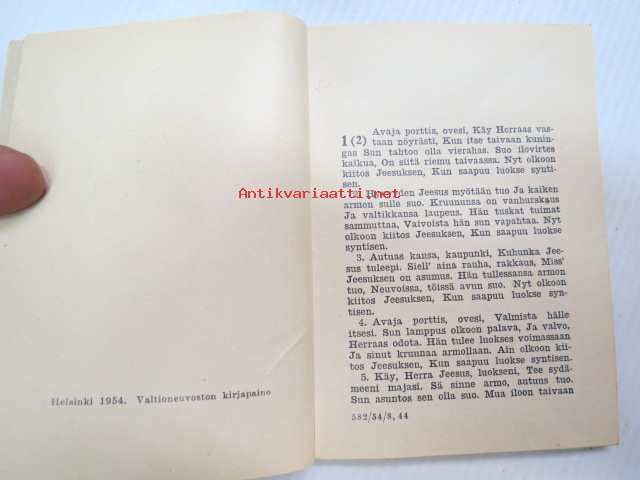 Helsinki 1954. Valtioneuvoston kirjapaino
1(2) Avaja porttis, ovesi, Käy Herraas vas-
taan nöyrästi, Kun itse taivaan kunin-
gas Sun tahtoo olla vierahas. Suo ilovirtes
kaikua, On siitä riemu taivaassa. Nyt olkoon
kiitos Jeesuksen, Kun saapuu luokse synti-
sen.
Antikvariaatti.net
Jeesus myötään tuo Ja kaiken
armon sulle suo. Kruununsa on vanhurskaus
Ja valtikkansa laupeus. Hän tuskat tuimat
sammuttaa, Vaivoista hän sun vapahtaa. Nyt
olkoon kiitos Jeesuksen, Kun saapuu luokse
syntisen.
3. Autuas kansa, kaupunki, Kuhunka Jee-
sus tuleepi. Siell' aina rauha, rakkaus, Miss'
Jeesuksen on asumus. Hän tullessansa armon
tuo, Neuvoissa, töissä avun suo. Nyt olkoon
kiitos Jeesuksen, Kun saapuu luokse syn-
tisen.
4. Avaja porttis, ovesi, Valmista hälle
itsesi. Sun lamppus olkoon palava, Ja valvo,
Herraas odota. Hän tulee luokses voimassaan
Ja sinut kruunaa armollaan. Ain olkoon kii-
tos Jeesuksen, Kun saapuu luokse syntisen.
5. Käy, Herra Jeesus, luokseni, Tee sydä-
meeni majasi. Sä sinne armo, autuus tuo.
Sun asuntos sen olla suo. Mua iloon taivaan
582/54/8, 44